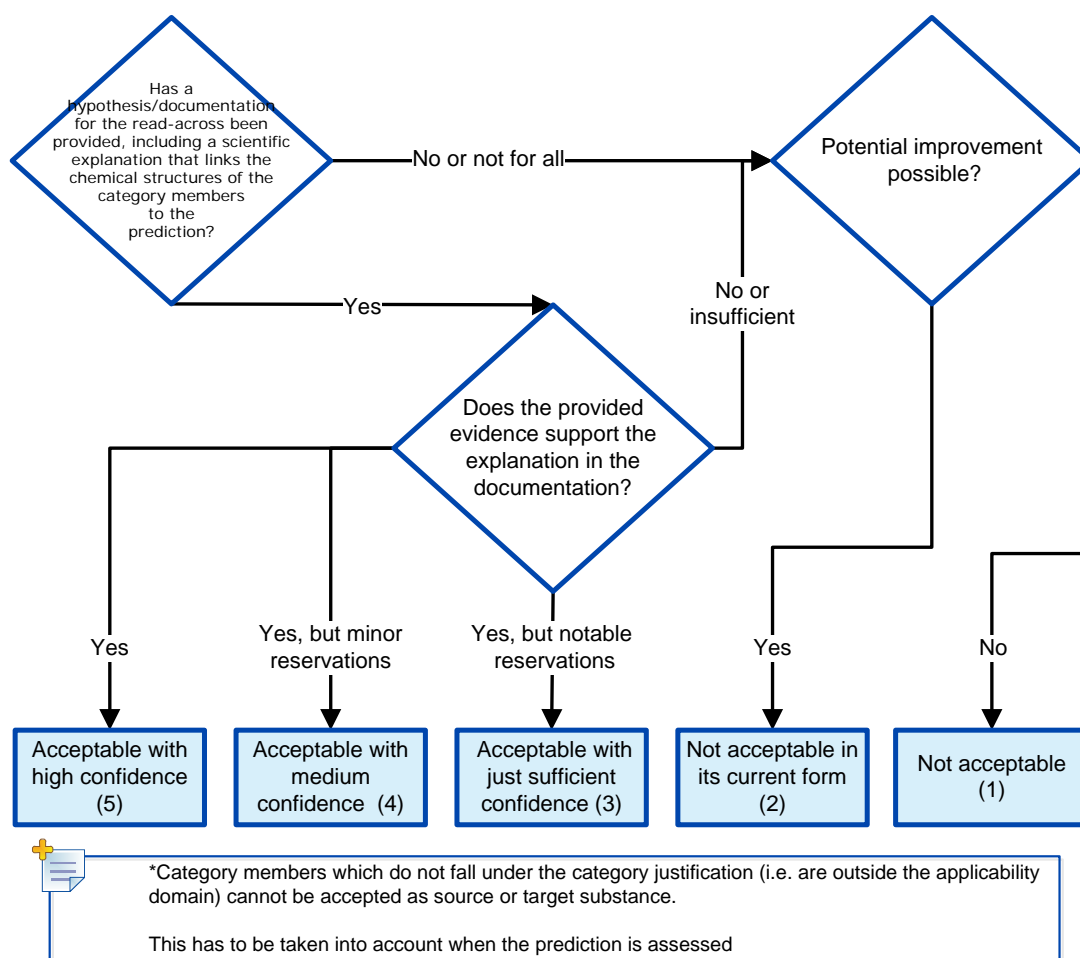 Has a
hypothesis/documentation
for the read-across been
provided, including a scientific
explanation that links the
chemical structures of the
category members
to the
prediction?
No or not for all
Potential improvement
possible?
Yes
No or
insufficient
Does the provided
evidence support the
explanation in the
documentation?
Yes
Yes, but minor
reservations
Yes, but notable
reservations
Yes
No
Acceptable with
high confidence
(5)
Acceptable with
medium
confidence (4)
Acceptable with
just sufficient
confidence (3)
Not acceptable in
its current form
(2)
Not acceptable
(1)
*Category members which do not fall under the category justification (i.e. are outside the applicability
domain) cannot be accepted as source or target substance.
This has to be taken into account when the prediction is assessed